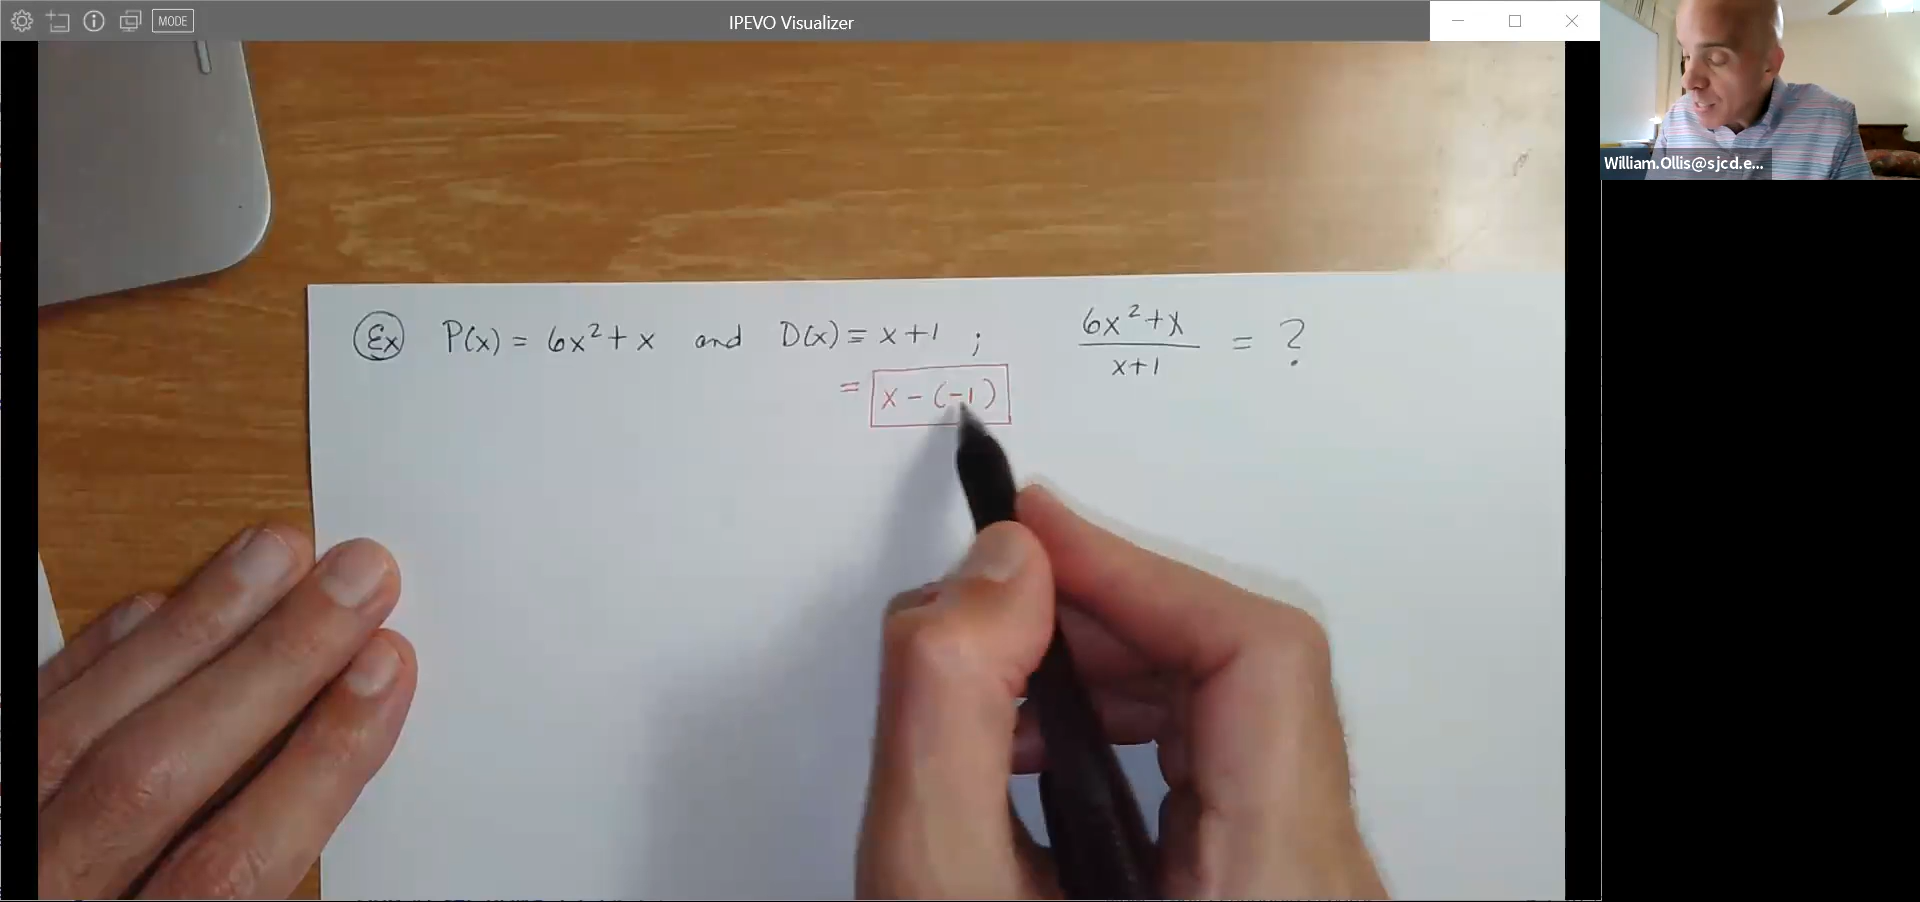 MODE
IPEVO Visualizer
William.Ollis@sjcd.e...
Ex P(x) = 6x² + x and D(x) = x+1 ; 6x²+x / x+1 = ?
= x - (-1)